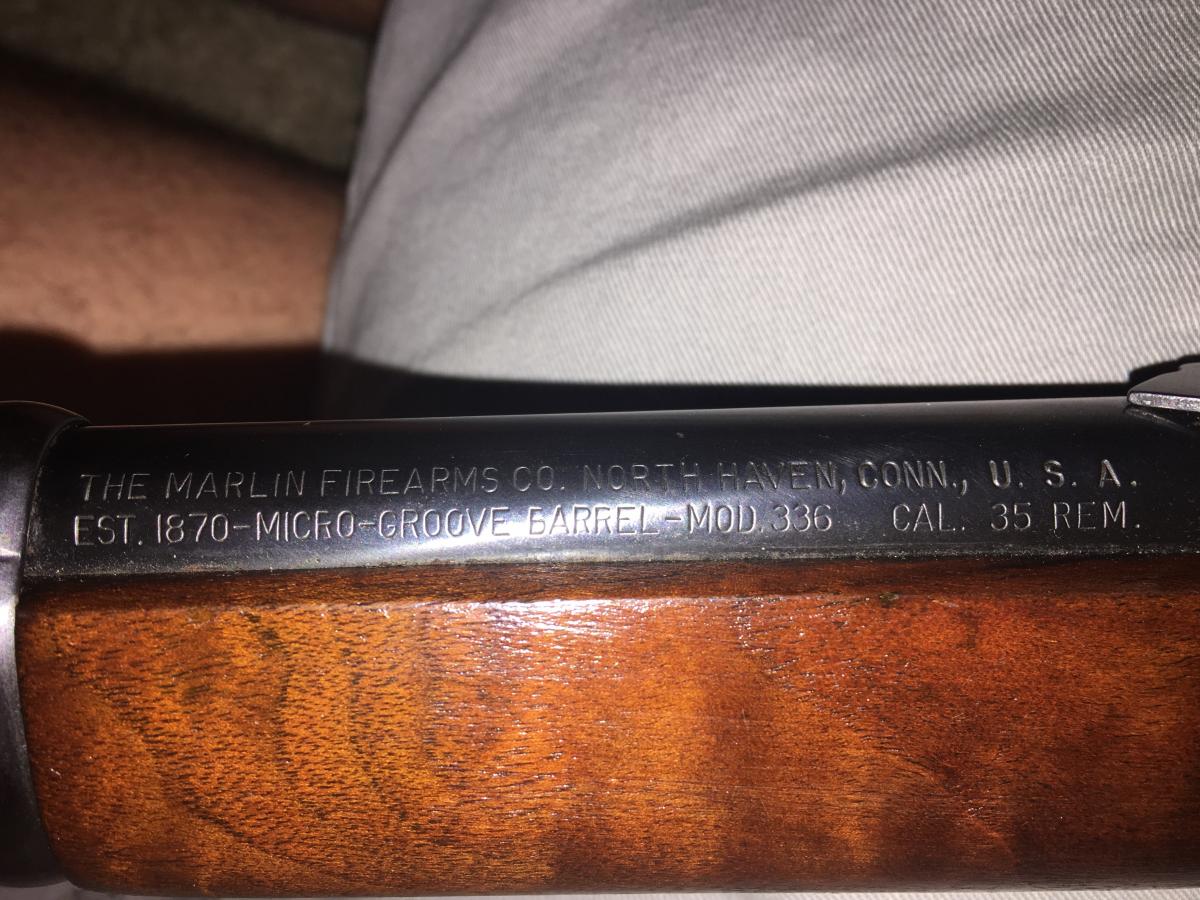 THE MARLIN FIREARMS CO. NORTH HAVEN, CONN., U. S. A.
EST. 1870-MICRO-GROOVE BARREL-MOD. 336 CAL. 35 REM.